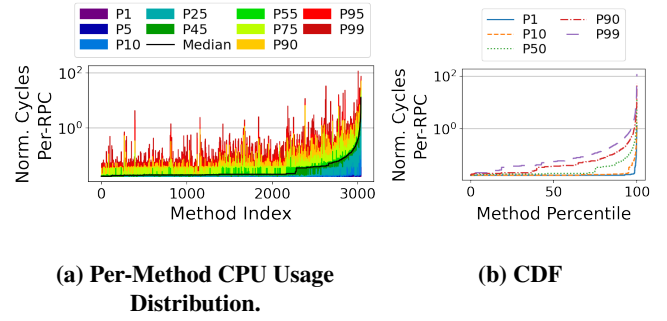 P1
P5
P10
P25
P45
P55
P75
P90
P95
P99
Median
Norm. Cycles
Per-RPC
10²
10⁰
0
1000
2000
3000
Method Index
(a) Per-Method CPU Usage
Distribution.
P1
P10
P50
P90
P99
Norm. Cycles
Per-RPC
10²
10⁰
0
50
100
Method Percentile
(b) CDF